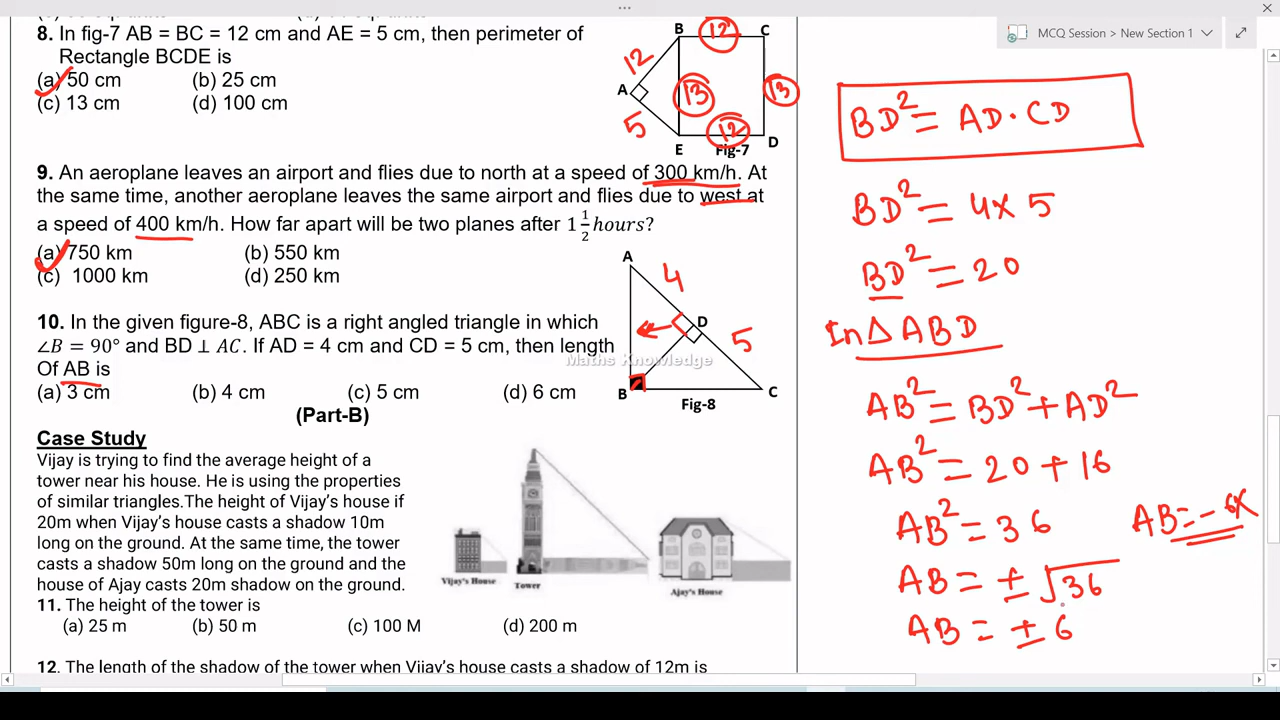 8. In fig-7 AB = BC = 12 cm and AE = 5 cm, then perimeter of
Rectangle BCDE is
(a) 50 cm (b) 25 cm
(c) 13 cm (d) 100 cm
B 12 C
12
A 13 13
5 12
E Fig-7 D
9. An aeroplane leaves an airport and flies due to north at a speed of 300 km/h. At
the same time, another aeroplane leaves the same airport and flies due to west at
a speed of 400 km/h. How far apart will be two planes after 1 1/2 hours?
(a) 750 km (b) 550 km
(c) 1000 km (d) 250 km
10. In the given figure-8, ABC is a right angled triangle in which
∠B = 90° and BD ⊥ AC. If AD = 4 cm and CD = 5 cm, then length
Of AB is
(a) 3 cm (b) 4 cm (c) 5 cm (d) 6 cm
A
4
D
5
Maths Knowledge
B C
Fig-8
(Part-B)
Case Study
Vijay is trying to find the average height of a
tower near his house. He is using the properties
of similar triangles.The height of Vijay's house if
20m when Vijay's house casts a shadow 10m
long on the ground. At the same time, the tower
casts a shadow 50m long on the ground and the
house of Ajay casts 20m shadow on the ground.
Vijay's House Tower Ajay's House
11. The height of the tower is
(a) 25 m (b) 50 m (c) 100 M (d) 200 m
12. The length of the shadow of the tower when Vijay's house casts a shadow of 12m is
MCQ Session > New Section 1
BD² = AD · CD
BD² = 4 × 5
BD² = 20
In Δ ABD
AB² = BD² + AD²
AB² = 20 + 16
AB² = 36 AB = -6 ×
AB = ± √36
AB = ± 6